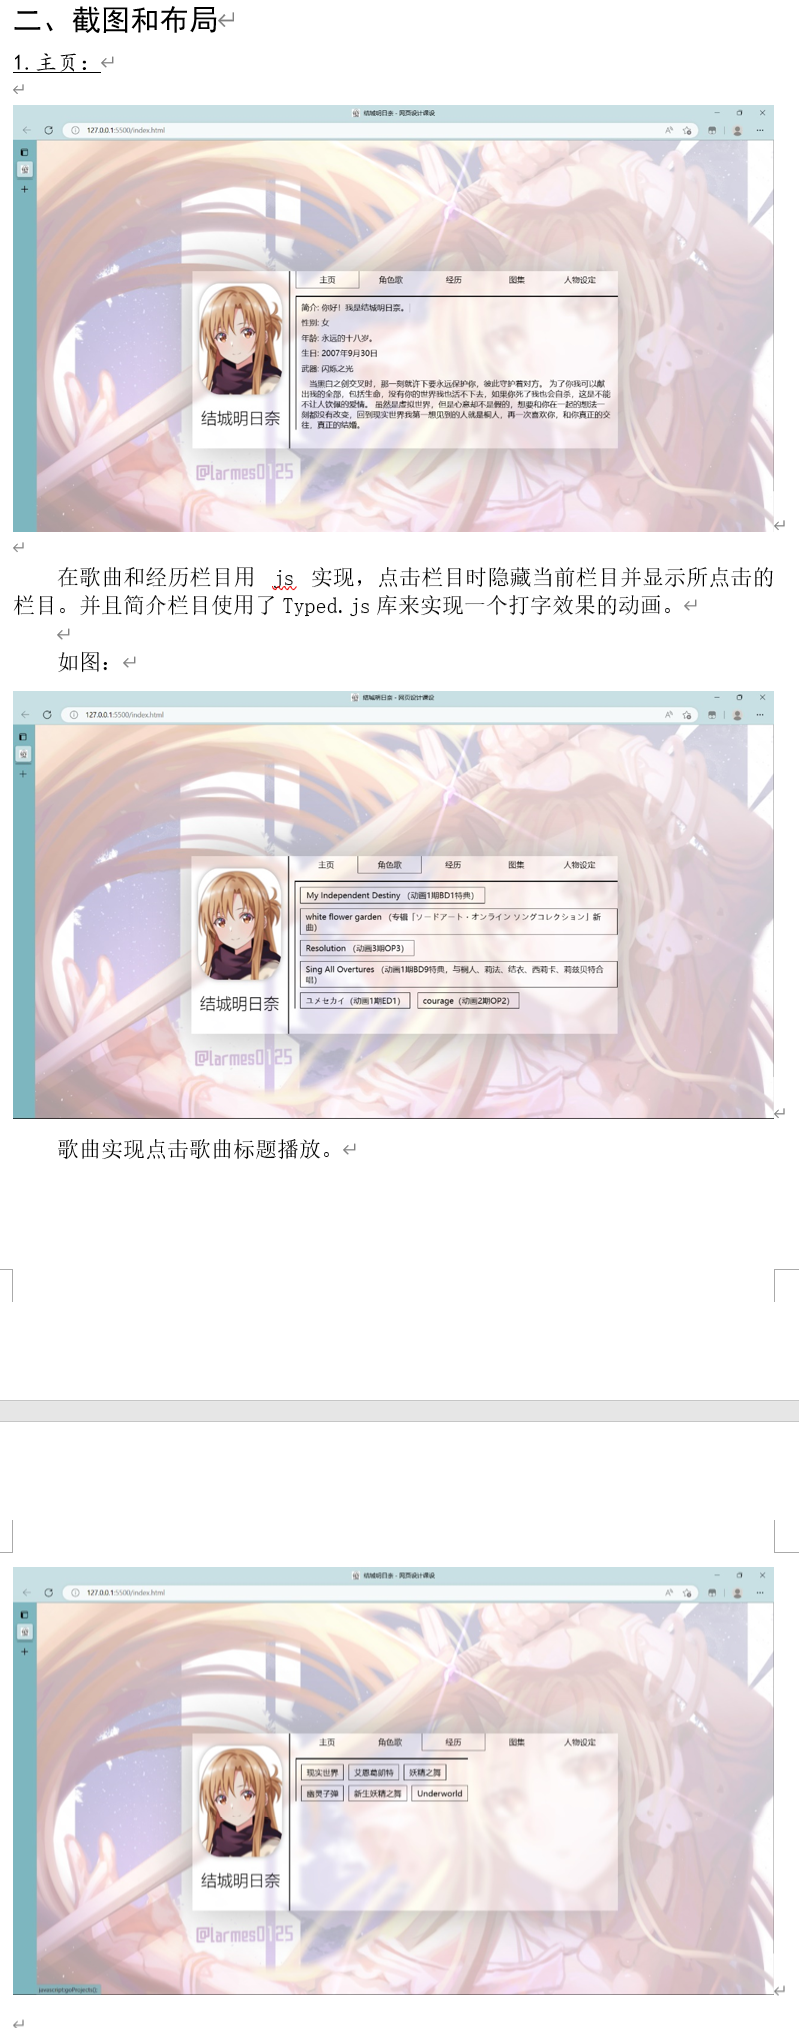 二、截图和布局
1.主页：
结城明日奈 - 网页设计课设
127.0.0.1:5500/index.html
主页 角色歌 经历 图集 人物设定
简介: 你好！我是结城明日奈。
性别: 女
年龄: 永远的十八岁。
生日: 2007年9月30日
武器: 闪烁之光
当黑白之剑交叉时，那一刻就许下要永远保护你，彼此守护着对方。 为了你我可以献
出我的全部，包括生命，没有你的世界我也活不下去，如果你死了我也会自杀，这是不能
不让人钦佩的爱情。 虽然是虚拟世界，但是心意却不是假的，想要和你在一起的想法一
刻都没有改变，回到现实世界我第一想见到的人就是桐人，再一次喜欢你，和你真正的交
往，真正的结婚。
结城明日奈
@larmes0125
在歌曲和经历栏目用 js 实现，点击栏目时隐藏当前栏目并显示所点击的
栏目。并且简介栏目使用了 Typed.js 库来实现一个打字效果的动画。
如图：
结城明日奈 - 网页设计课设
127.0.0.1:5500/index.html
主页 角色歌 经历 图集 人物设定
My Independent Destiny （动画1期BD1特典）
white flower garden （专辑「ソードアート・オンライン ソングコレクション」新
曲）
Resolution （动画3期OP3）
Sing All Overtures （动画1期BD9特典，与桐人、莉法、结衣、西莉卡、莉兹贝特合
唱）
ユメセカイ（动画1期ED1） courage（动画2期OP2）
结城明日奈
@larmes0125
歌曲实现点击歌曲标题播放。
结城明日奈 - 网页设计课设
127.0.0.1:5500/index.html
主页 角色歌 经历 图集 人物设定
现实世界 艾恩葛朗特 妖精之舞
幽灵子弹 新生妖精之舞 Underworld
结城明日奈
@larmes0125
javascript:goProjects();